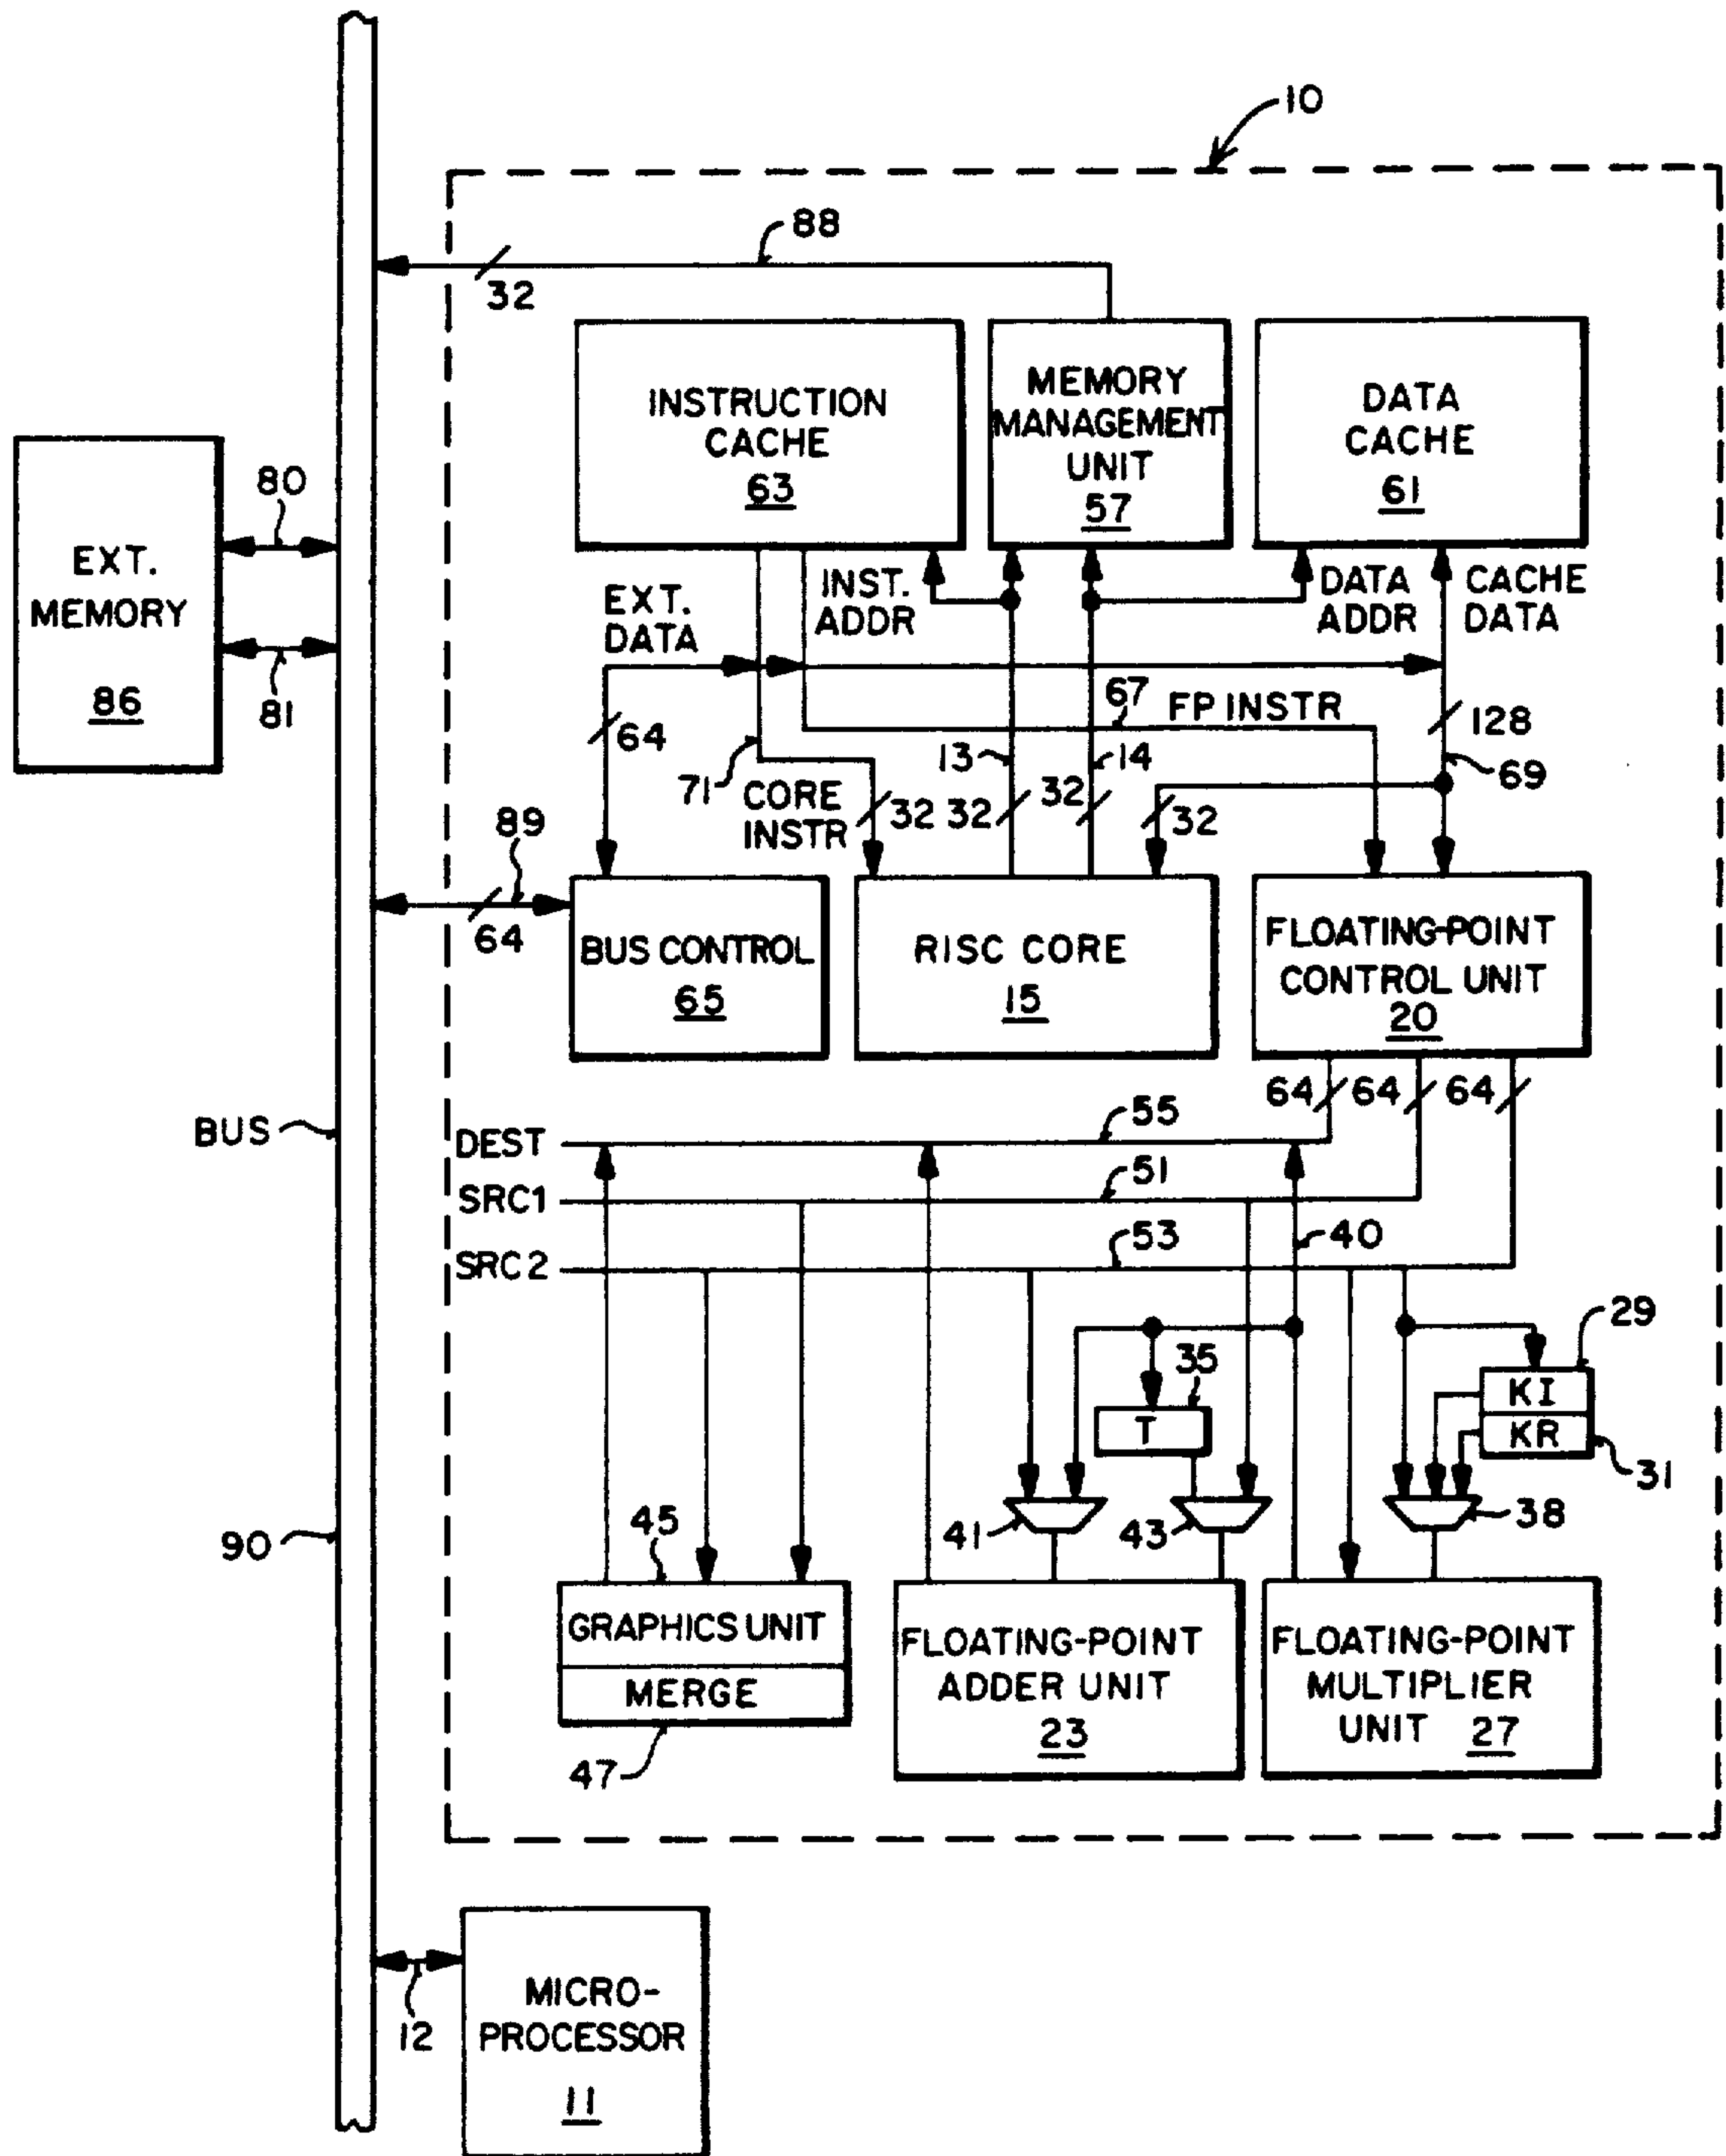 10
88
32
INSTRUCTION
CACHE
63
MEMORY
MANAGEMENT
UNIT
57
DATA
CACHE
61
EXT.
MEMORY
86
80
81
EXT.
DATA
INST.
ADDR
DATA
ADDR
CACHE
DATA
67
FP INSTR
64
71
CORE
INSTR
32
13
32
14
32
32
128
69
89
64
BUS CONTROL
65
RISC CORE
15
FLOATING-POINT
CONTROL UNIT
20
64
64
64
BUS
DEST
55
SRC1
51
SRC2
53
40
29
35
T
KI
KR
31
41
43
38
90
45
GRAPHICS UNIT
MERGE
47
FLOATING-POINT
ADDER UNIT
23
FLOATING-POINT
MULTIPLIER
UNIT 27
12
MICRO-
PROCESSOR
11